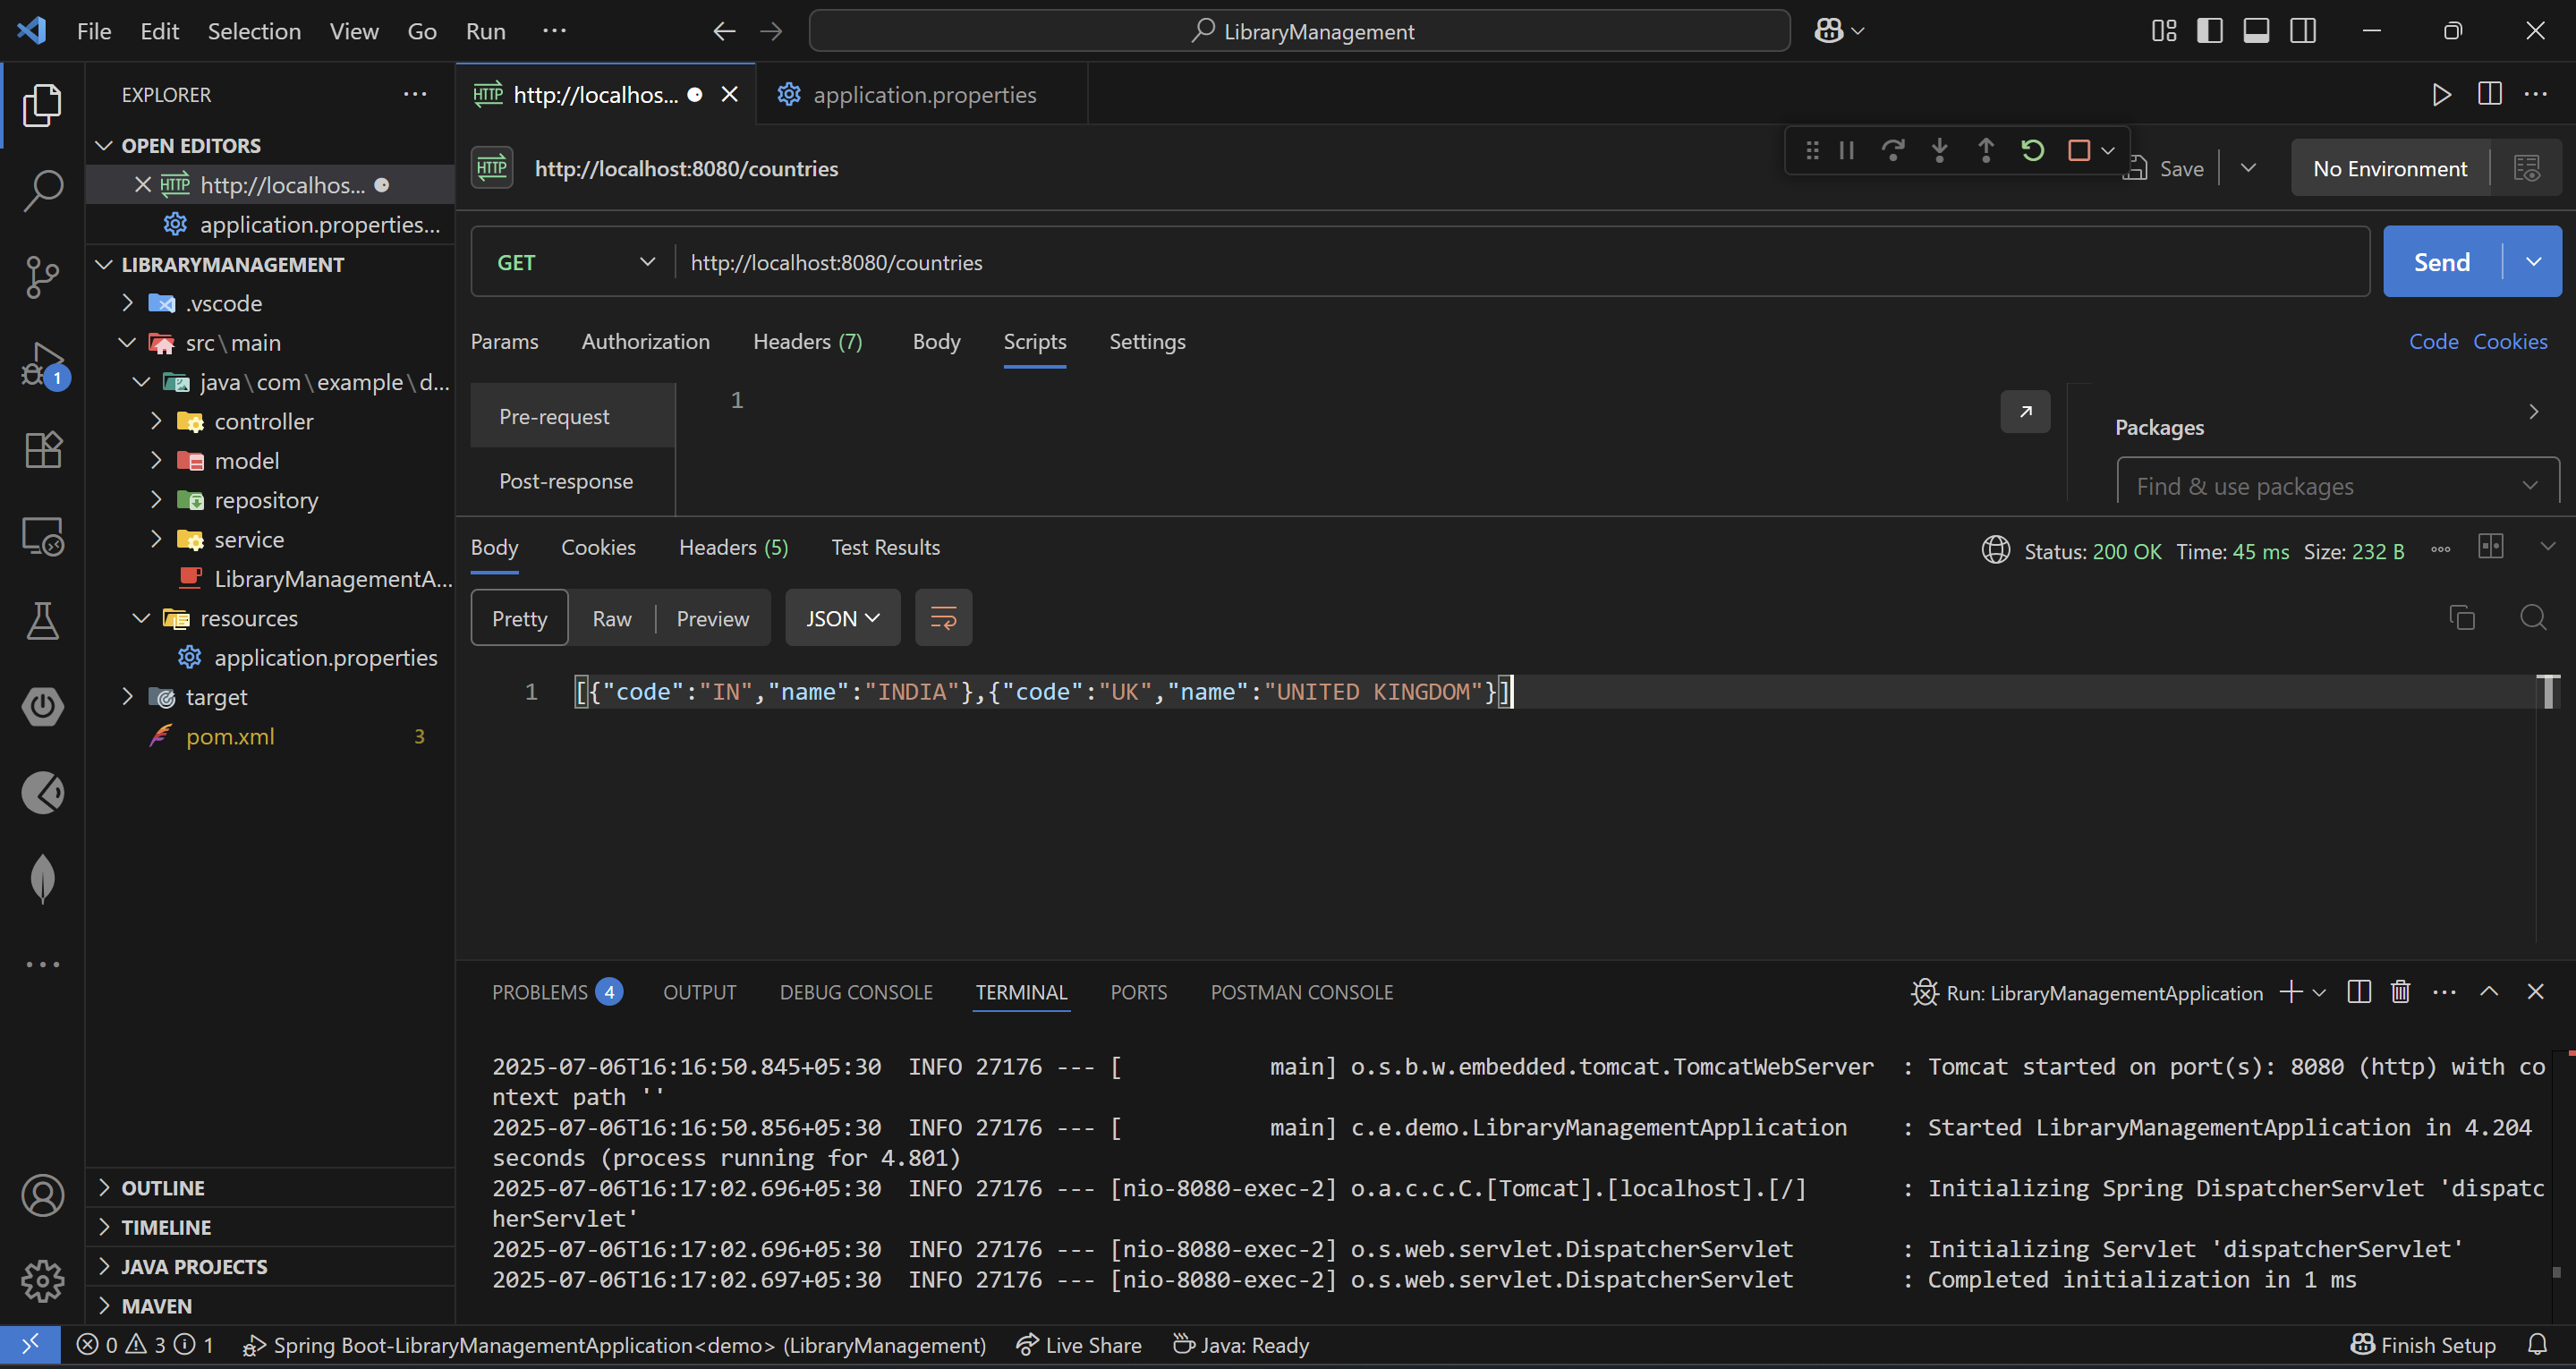 File Edit Selection View Go Run ··· LibraryManagement
EXPLORER ···
OPEN EDITORS
HTTP http://localhos... ●
application.properties...
LIBRARYMANAGEMENT
.vscode
src\main
java\com\example\d...
controller
model
repository
service
LibraryManagementA...
resources
application.properties
target
pom.xml 3
OUTLINE
TIMELINE
JAVA PROJECTS
MAVEN
1
HTTP http://localhos... ● application.properties
HTTP http://localhost:8080/countries Save No Environment
GET http://localhost:8080/countries Send
Params Authorization Headers (7) Body Scripts Settings Code Cookies
Pre-request 1
Post-response
Packages
Find & use packages
Body Cookies Headers (5) Test Results Status: 200 OK Time: 45 ms Size: 232 B
Pretty Raw Preview JSON
1 [{"code":"IN","name":"INDIA"},{"code":"UK","name":"UNITED KINGDOM"}]
PROBLEMS 4 OUTPUT DEBUG CONSOLE TERMINAL PORTS POSTMAN CONSOLE Run: LibraryManagementApplication
2025-07-06T16:16:50.845+05:30  INFO 27176 --- [           main] o.s.b.w.embedded.tomcat.TomcatWebServer  : Tomcat started on port(s): 8080 (http) with co
ntext path ''
2025-07-06T16:16:50.856+05:30  INFO 27176 --- [           main] c.e.demo.LibraryManagementApplication    : Started LibraryManagementApplication in 4.204
seconds (process running for 4.801)
2025-07-06T16:17:02.696+05:30  INFO 27176 --- [nio-8080-exec-2] o.a.c.c.C.[Tomcat].[localhost].[/]       : Initializing Spring DispatcherServlet 'dispatc
herServlet'
2025-07-06T16:17:02.696+05:30  INFO 27176 --- [nio-8080-exec-2] o.s.web.servlet.DispatcherServlet        : Initializing Servlet 'dispatcherServlet'
2025-07-06T16:17:02.697+05:30  INFO 27176 --- [nio-8080-exec-2] o.s.web.servlet.DispatcherServlet        : Completed initialization in 1 ms
0 3 1 Spring Boot-LibraryManagementApplication<demo> (LibraryManagement) Live Share Java: Ready Finish Setup